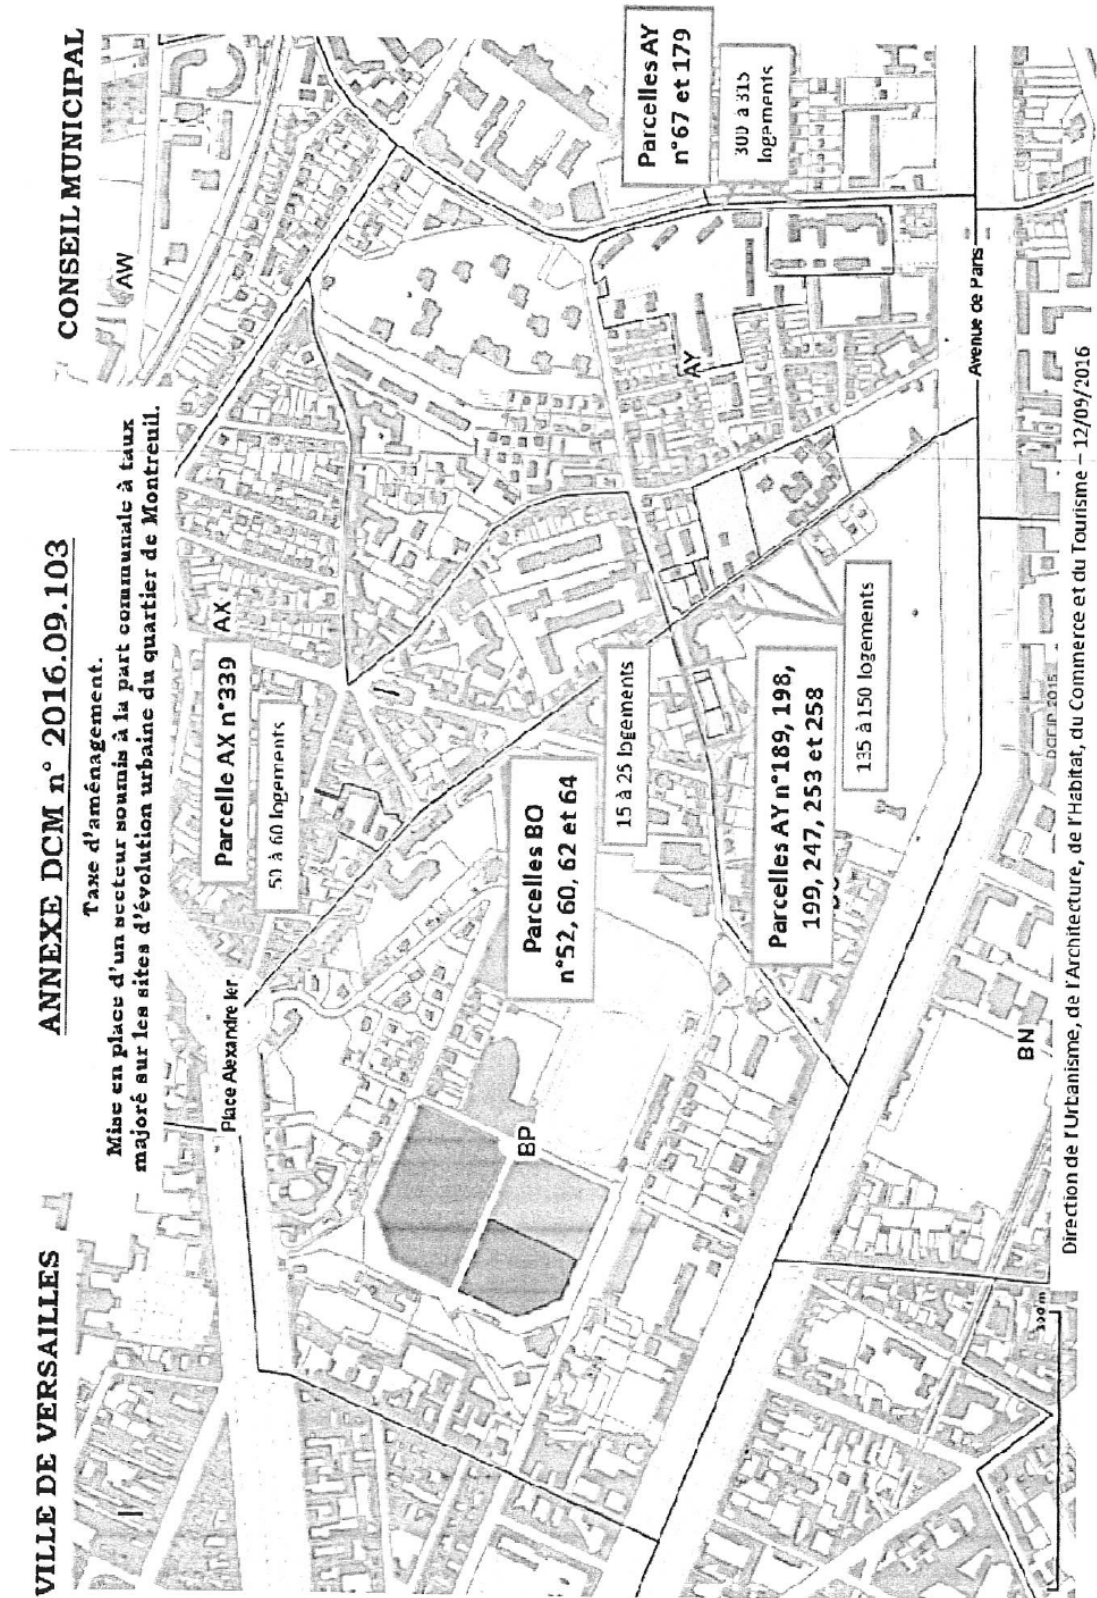 VILLE DE VERSAILLES
ANNEXE DCM n° 2016.09.103
CONSEIL MUNICIPAL
Taxe d'aménagement.
Mise en place d'un secteur soumis à la part communale à taux
majoré sur les sites d'évolution urbaine du quartier de Montreuil.
AW
Place Alexandre Ier
Parcelle AX n°339
AX
50 à 60 logements
Parcelles AY
n°67 et 179
300 à 315
logements
Parcelles BO
n°52, 60, 62 et 64
15 à 25 logements
AY
BP
Parcelles AY n°189, 198,
199, 247, 253 et 258
135 à 150 logements
Avenue de Paris
BN
DGFIP 2015
Direction de l'Urbanisme, de l'Architecture, de l'Habitat, du Commerce et du Tourisme – 12/09/2016